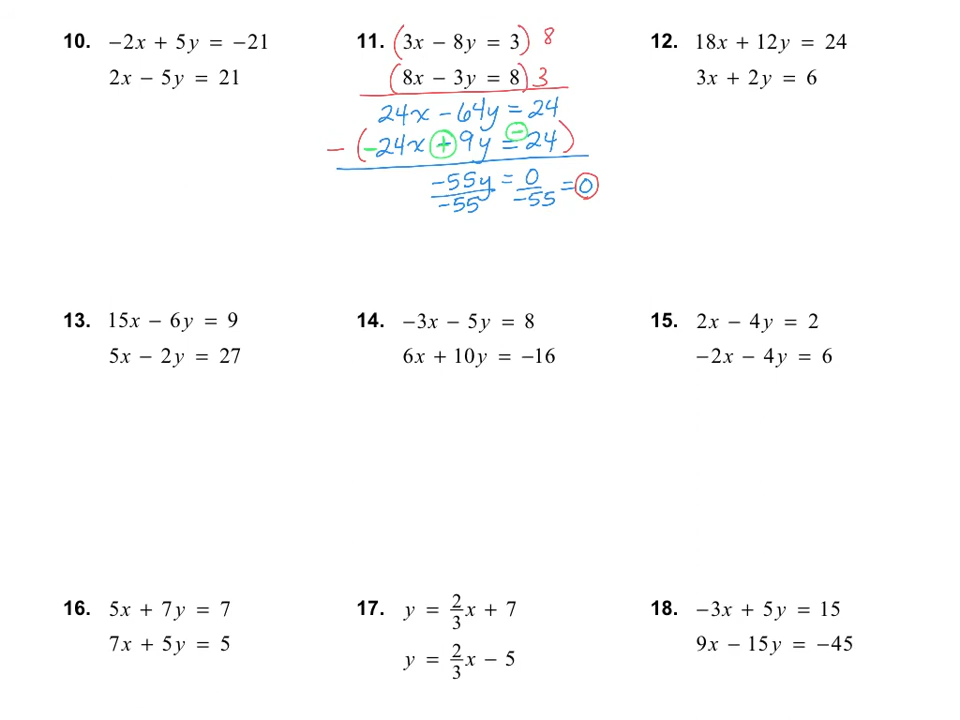 10. −2x + 5y = −21
2x − 5y = 21
11. (3x − 8y = 3) 8
(8x − 3y = 8) 3
24x − 64y = 24
− (−24x + 9y = − 24)
−55y/−55 = 0/−55 = 0
12. 18x + 12y = 24
3x + 2y = 6
13. 15x − 6y = 9
5x − 2y = 27
14. −3x − 5y = 8
6x + 10y = −16
15. 2x − 4y = 2
−2x − 4y = 6
16. 5x + 7y = 7
7x + 5y = 5
17. y = 2/3x + 7
y = 2/3x − 5
18. −3x + 5y = 15
9x − 15y = −45